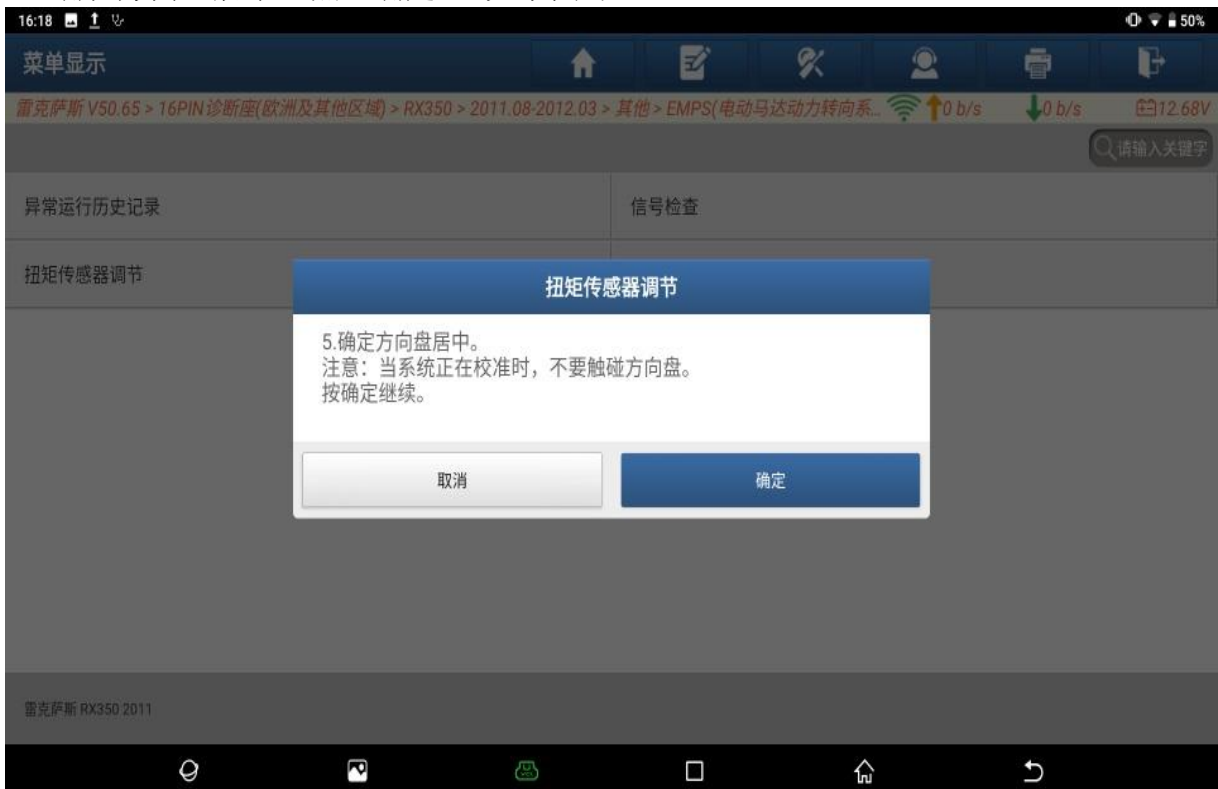 16:18
50%
菜单显示
雷克萨斯 V50.65 > 16PIN诊断座(欧洲及其他区域) > RX350 > 2011.08-2012.03 > 其他 > EMPS(电动马达动力转向系...
0 b/s
0 b/s
12.68V
请输入关键字
异常运行历史记录
信号检查
扭矩传感器调节
扭矩传感器调节
5.确定方向盘居中。
注意：当系统正在校准时，不要触碰方向盘。
按确定继续。
取消
确定
雷克萨斯 RX350 2011